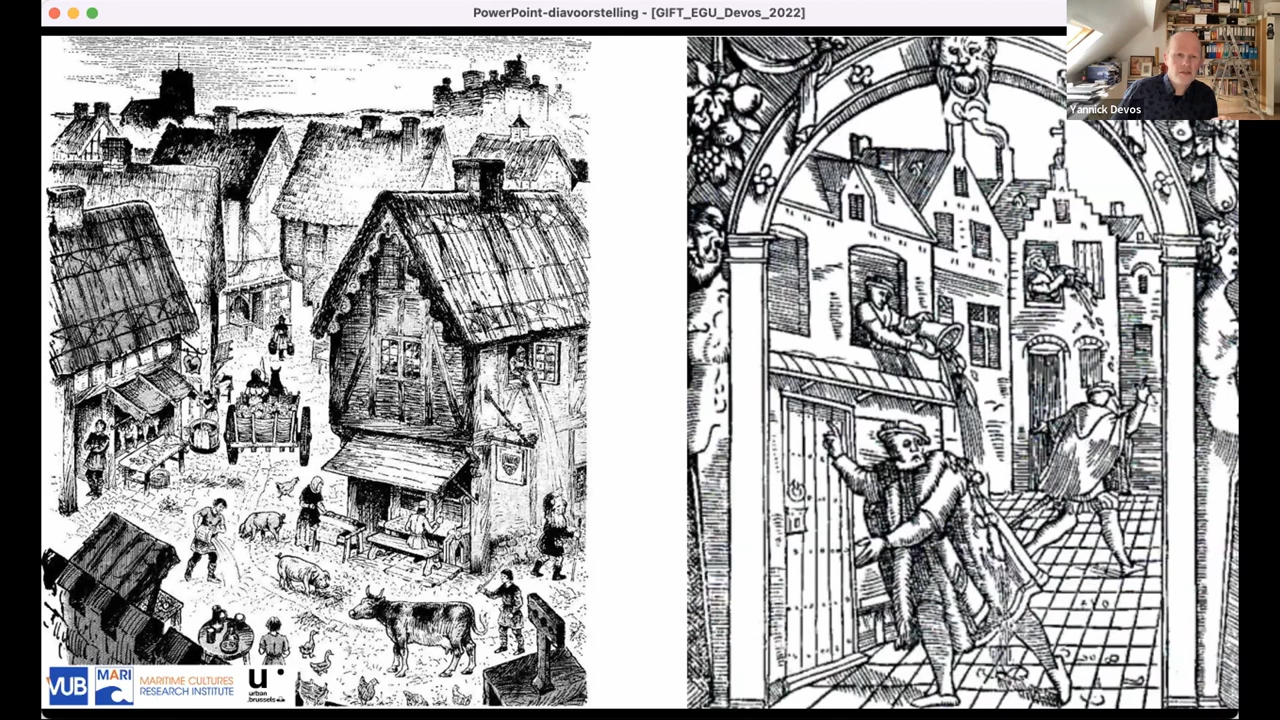 PowerPoint-diavoorstelling - [GIFT_EGU_Devos_2022]
Yannick Devos
VUB
MARI
MARITIME CULTURES
RESEARCH INSTITUTE
u
urban
.brussels